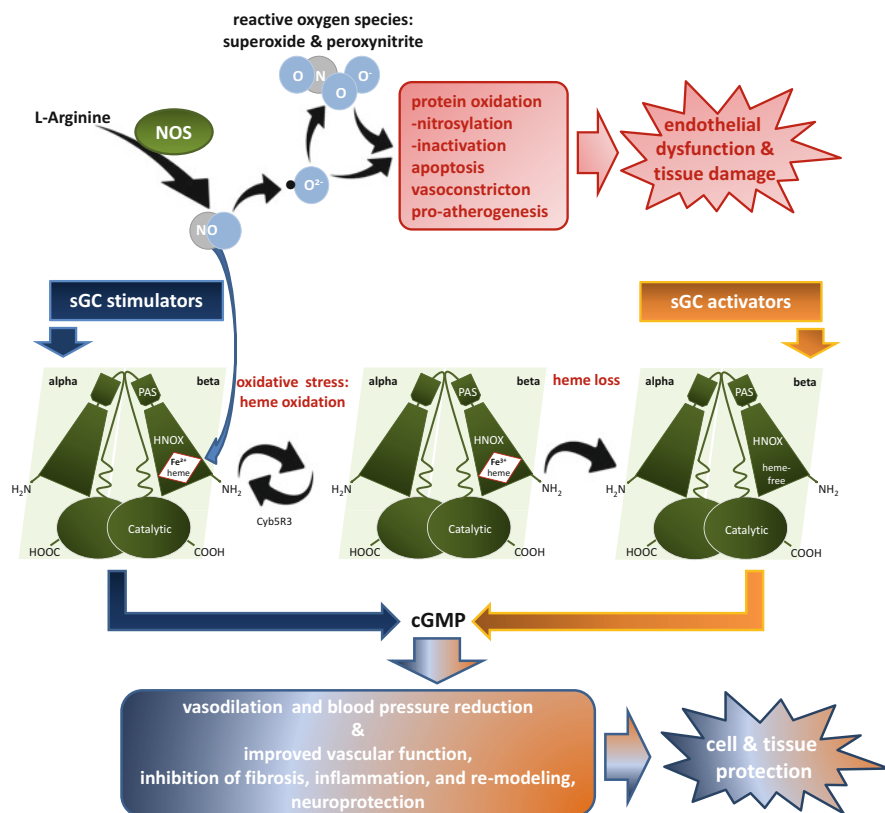 reactive oxygen species:
superoxide & peroxynitrite
O
N
O
O⁻
L-Arginine
NOS
O²⁻
NO
protein oxidation
-nitrosylation
-inactivation
apoptosis
vasoconstricton
pro-atherogenesis
endothelial
dysfunction &
tissue damage
sGC stimulators
sGC activators
alpha
beta
PAS
HNOX
Fe²⁺
heme
H₂N
NH₂
Catalytic
HOOC
COOH
oxidative stress:
heme oxidation
Cyb5R3
alpha
beta
PAS
HNOX
Fe³⁺
heme
H₂N
NH₂
Catalytic
HOOC
COOH
heme loss
alpha
beta
PAS
HNOX
heme-
free
H₂N
NH₂
Catalytic
HOOC
COOH
cGMP
vasodilation and blood pressure reduction
&
improved vascular function,
inhibition of fibrosis, inflammation, and re-modeling,
neuroprotection
cell & tissue
protection